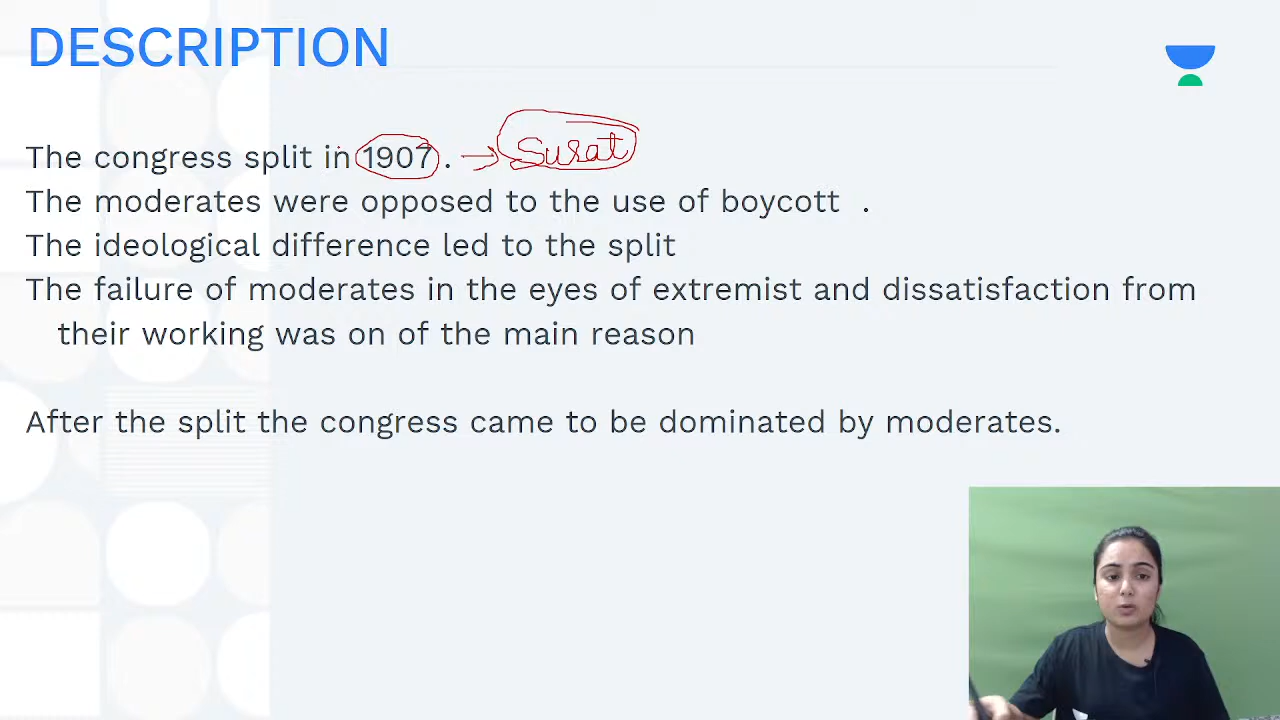 DESCRIPTION
The congress split in 1907 . → Surat
The moderates were opposed to the use of boycott .
The ideological difference led to the split
The failure of moderates in the eyes of extremist and dissatisfaction from
their working was on of the main reason
After the split the congress came to be dominated by moderates.